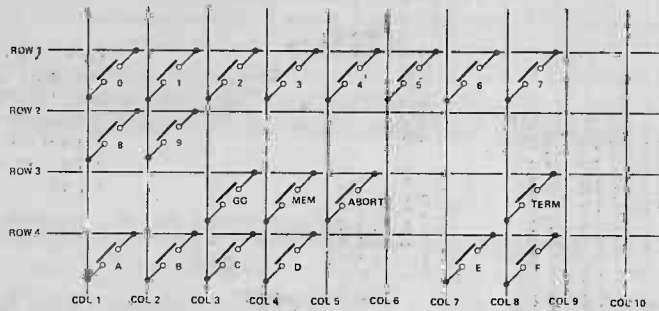 ROW 1
0 1 2 3 4 5 6 7
ROW 2
8 9
ROW 3
GO MEM ABORT TERM
ROW 4
A B C D E F
COL 1 COL 2 COL 3 COL 4 COL 5 COL 6 COL 7 COL 8 COL 9 COL 10